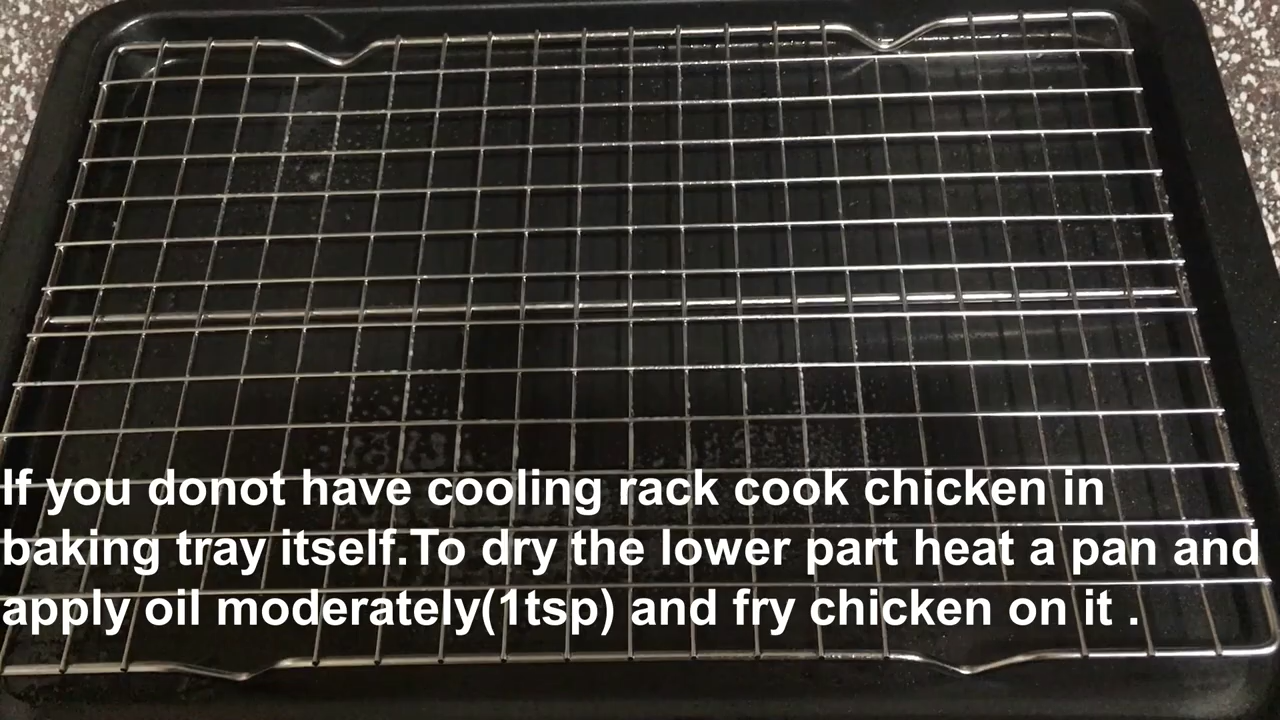 If you donot have cooling rack cook chicken in
baking tray itself.To dry the lower part heat a pan and
apply oil moderately(1tsp) and fry chicken on it .